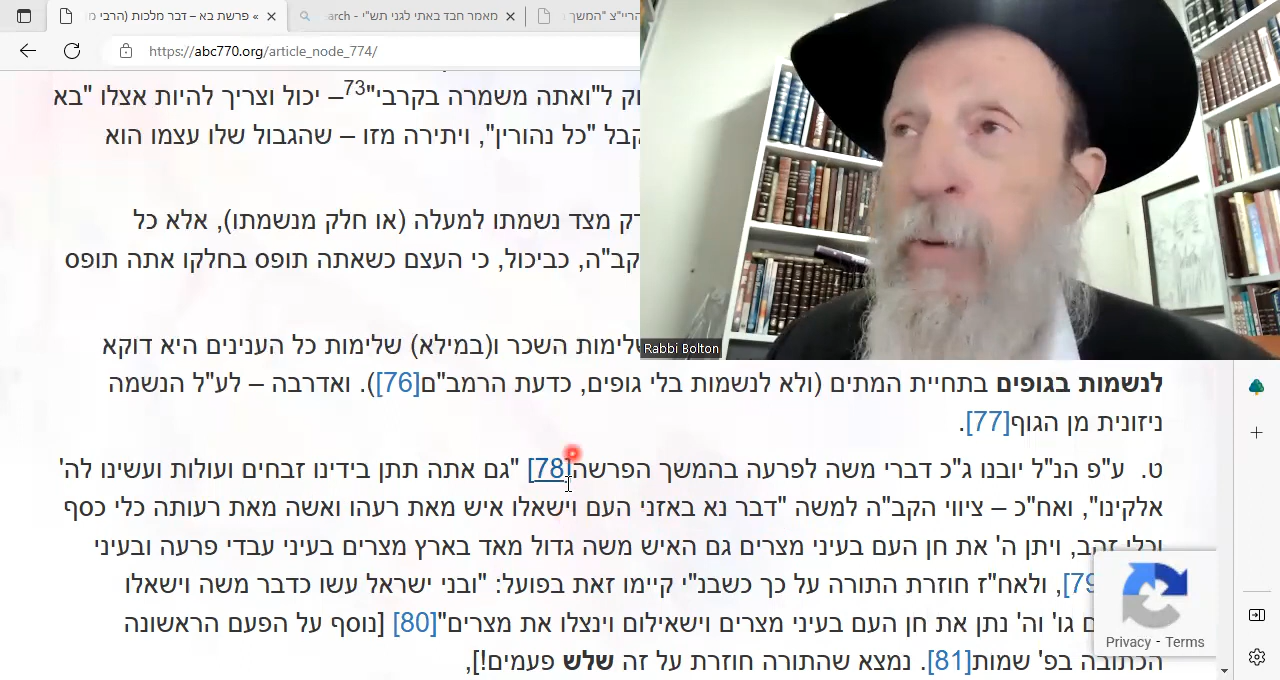 » פרשת בא – דבר מלכות (הרבי מ
מאמר חבד באתי לגני תש"י - arch
הריי"צ "המשך
https://abc770.org/article_node_774/
וק ל"ואתה משמרה בקרבי"73– יכול וצריך להיות אצלו "בא
קבל "כל נהורין", ויתירה מזו – שהגבול שלו עצמו הוא
דק מצד נשמתו למעלה (או חלק מנשמתו), אלא כל
קב"ה, כביכול, כי העצם כשאתה תופס בחלקו אתה תופס
Rabbi Bolton
שלימות השכר ו(במילא) שלימות כל הענינים היא דוקא
לנשמות בגופים בתחיית המתים (ולא לנשמות בלי גופים, כדעת הרמב"ם[76]). ואדרבה – לע"ל הנשמה
ניזונית מן הגוף[77].
ט. ע"פ הנ"ל יובנו ג"כ דברי משה לפרעה בהמשך הפרשה[78] "גם אתה תתן בידינו זבחים ועולות ועשינו לה'
אלקינו", ואח"כ – ציווי הקב"ה למשה "דבר נא באזני העם וישאלו איש מאת רעהו ואשה מאת רעותה כלי כסף
וכלי זהב, ויתן ה' את חן העם בעיני מצרים גם האיש משה גדול מאד בארץ מצרים בעיני עבדי פרעה ובעיני
79], ולאח"ז חוזרת התורה על כך כשבנ"י קיימו זאת בפועל: "ובני ישראל עשו כדבר משה וישאלו
ם גו' וה' נתן את חן העם בעיני מצרים וישאילום וינצלו את מצרים"[80] [נוסף על הפעם הראשונה
הכתובה בפ' שמות[81]. נמצא שהתורה חוזרת על זה שלש פעמים!],
Privacy - Terms